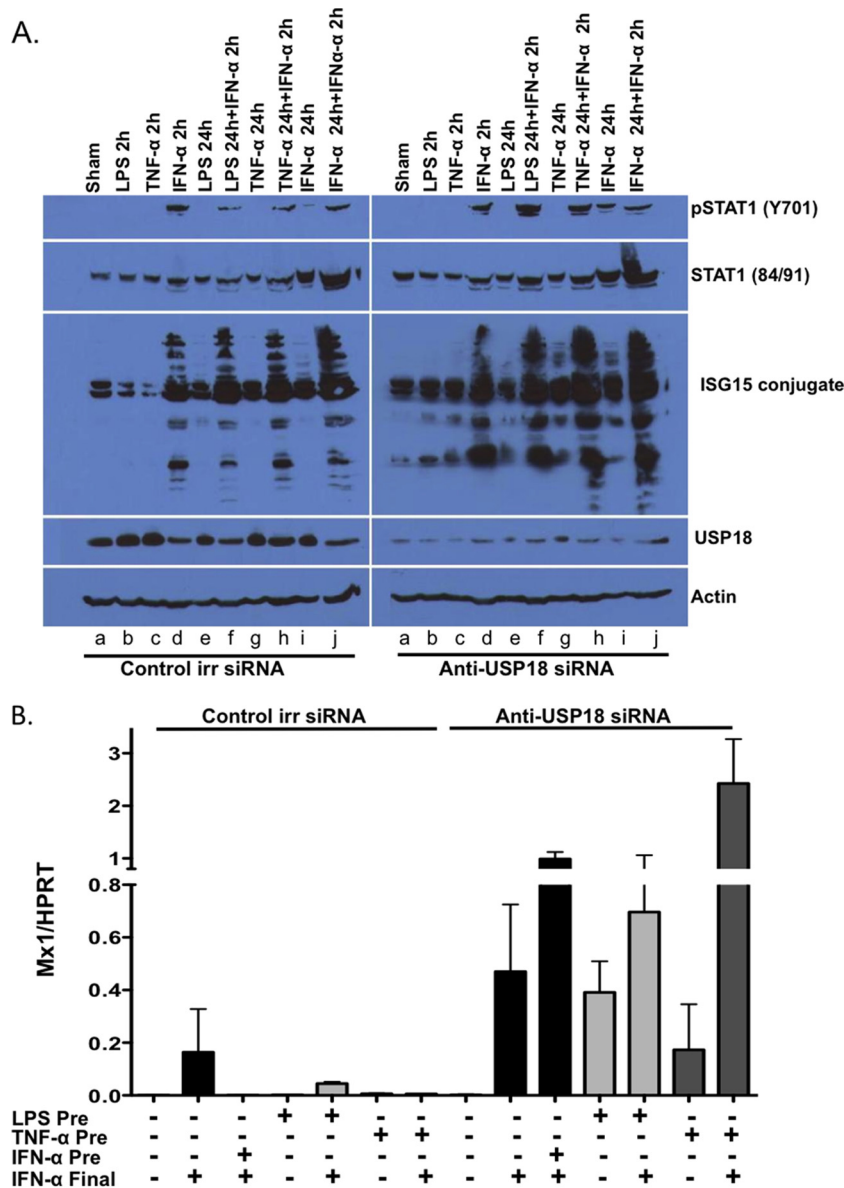 A.
Sham
LPS 2h
TNF-α 2h
IFN-α 2h
LPS 24h
LPS 24h+IFN-α 2h
TNF-α 24h
TNF-α 24h+IFN-α 2h
IFN-α 24h
IFN-α 24h+IFNα-α 2h
Sham
LPS 2h
TNF-α 2h
IFN-α 2h
LPS 24h
LPS 24h+IFN-α 2h
TNF-α 24h
TNF-α 24h+IFN-α 2h
IFN-α 24h
IFN-α 24h+IFN-α 2h
pSTAT1 (Y701)
STAT1 (84/91)
ISG15 conjugate
USP18
Actin
a b c d e f g h i j a b c d e f g h i j
Control irr siRNA Anti-USP18 siRNA
B.
Control irr siRNA Anti-USP18 siRNA
Mx1/HPRT
3
2
1
0.8
0.6
0.4
0.2
0.0
LPS Pre - - - + + - - - - - + + - -
TNF-α Pre - - - - - + + - - - - - + +
IFN-α Pre - - + - - - - - - + - - - -
IFN-α Final - + + - + - + - + + - + - +